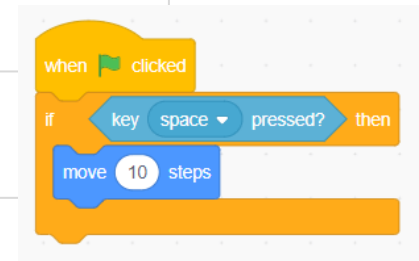 when clicked
if key space pressed? then
move 10 steps